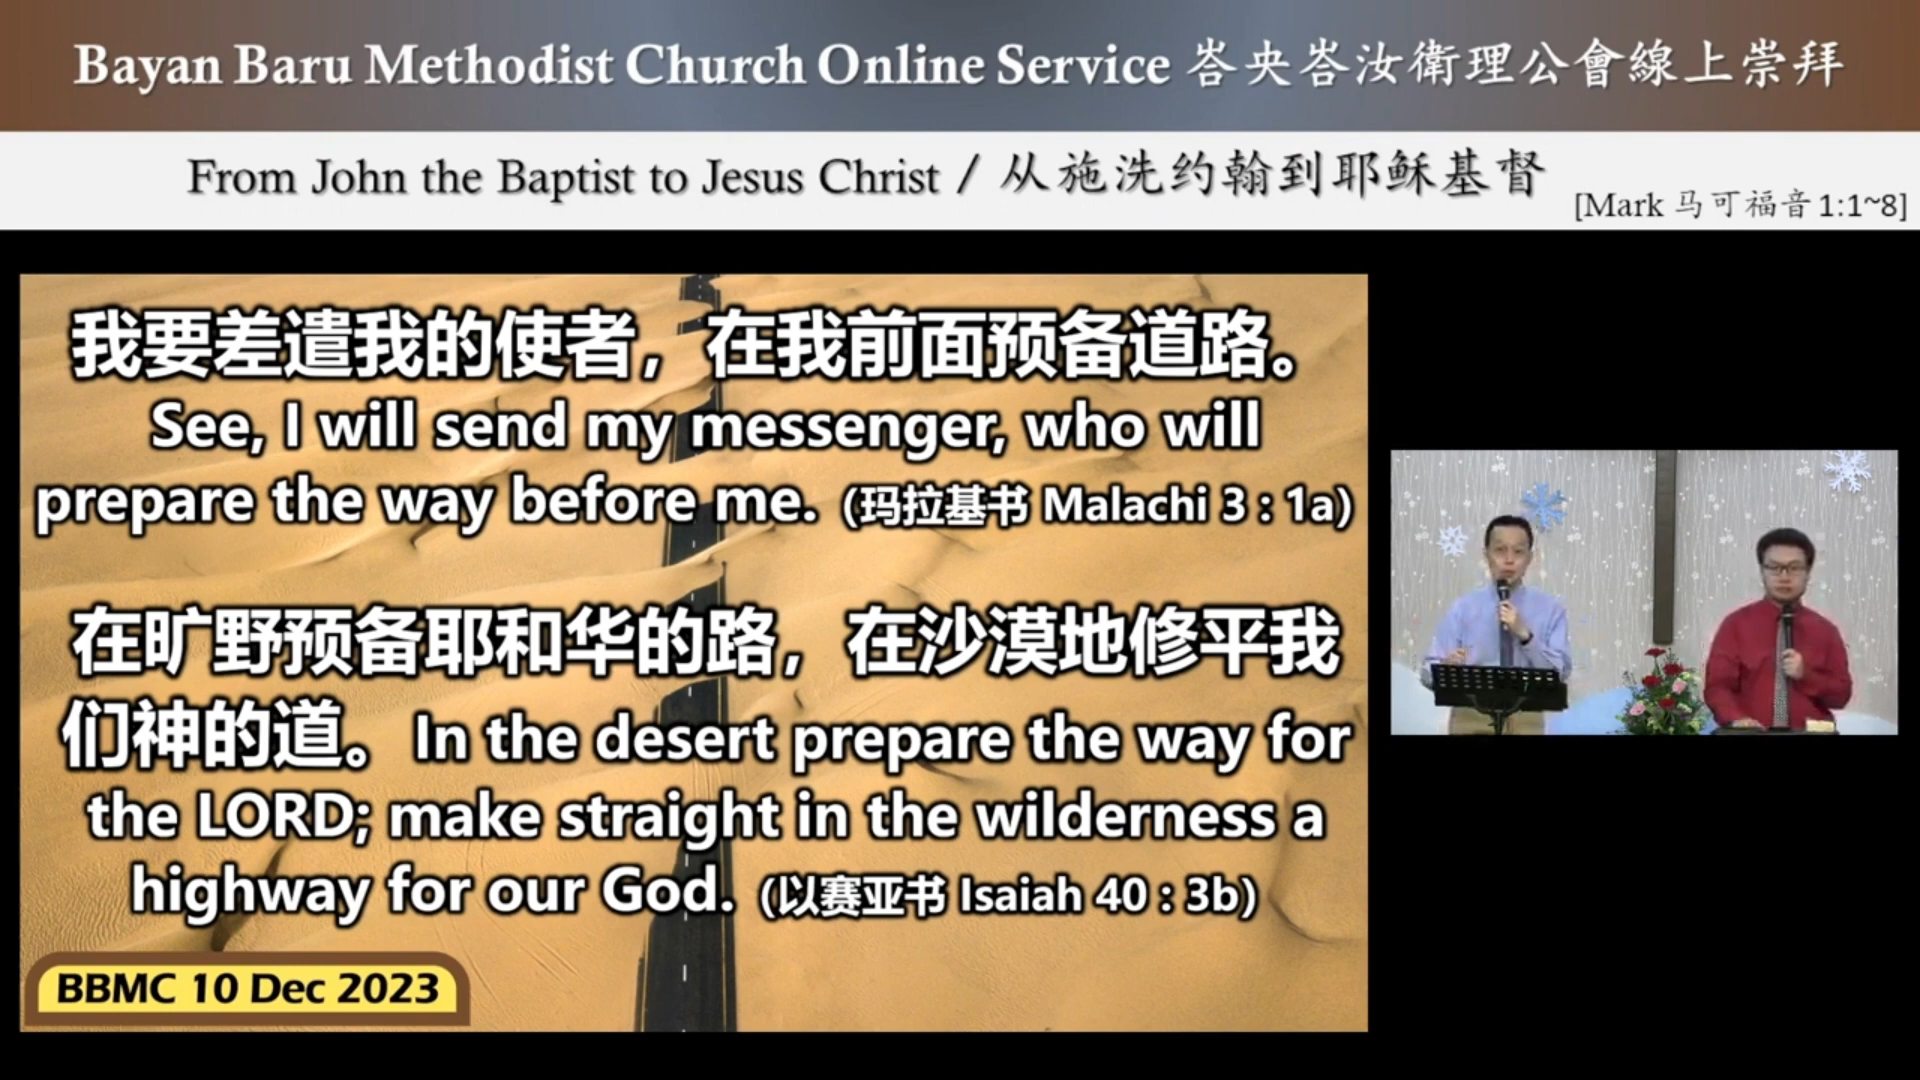 Bayan Baru Methodist Church Online Service 峇央峇汝衛理公會線上崇拜
From John the Baptist to Jesus Christ / 从施洗约翰到耶稣基督
[Mark 马可福音 1:1~8]
我要差遣我的使者，在我前面预备道路。
See, I will send my messenger, who will
prepare the way before me. (玛拉基书 Malachi 3 : 1a)
在旷野预备耶和华的路，在沙漠地修平我
们神的道。In the desert prepare the way for
the LORD; make straight in the wilderness a
highway for our God. (以赛亚书 Isaiah 40 : 3b)
BBMC 10 Dec 2023